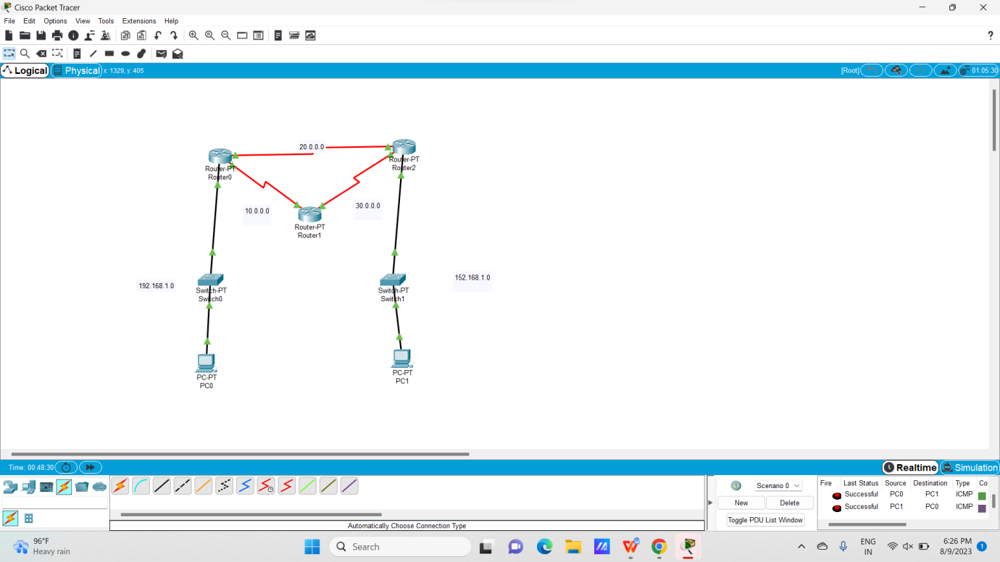 Cisco Packet Tracer
File Edit Options View Tools Extensions Help
?
Logical Physical x: 1329, y: 405 [Root] 01:05:30
20.0.0.0
Router-PT
Router0
Router-PT
Router2
10.0.0.0
30.0.0.0
Router-PT
Router1
192.168.1.0
Switch-PT
Switch0
Switch-PT
Switch1
152.168.1.0
PC-PT
PC0
PC-PT
PC1
Time: 00:48:30 Realtime Simulation
Scenario 0
New Delete
Toggle PDU List Window
Fire Last Status Source Destination Type Co
Successful PC0 PC1 ICMP
Successful PC1 PC0 ICMP
Automatically Choose Connection Type
96°F
Heavy rain
Search
ENG
IN
6:26 PM
8/9/2023
1